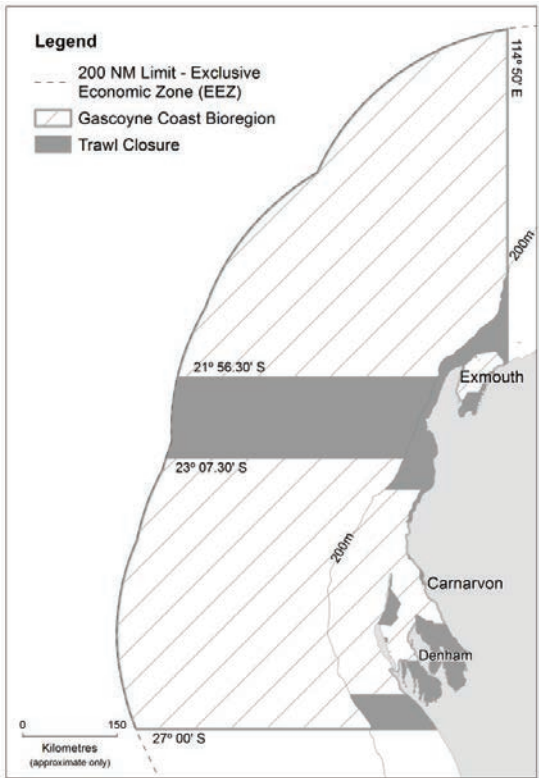 Legend
200 NM Limit - Exclusive
Economic Zone (EEZ)
Gascoyne Coast Bioregion
Trawl Closure
114° 50' E
200m
21° 56.30' S
Exmouth
23° 07.30' S
200m
Carnarvon
Denham
0 150
Kilometres
(approximate only)
27° 00' S